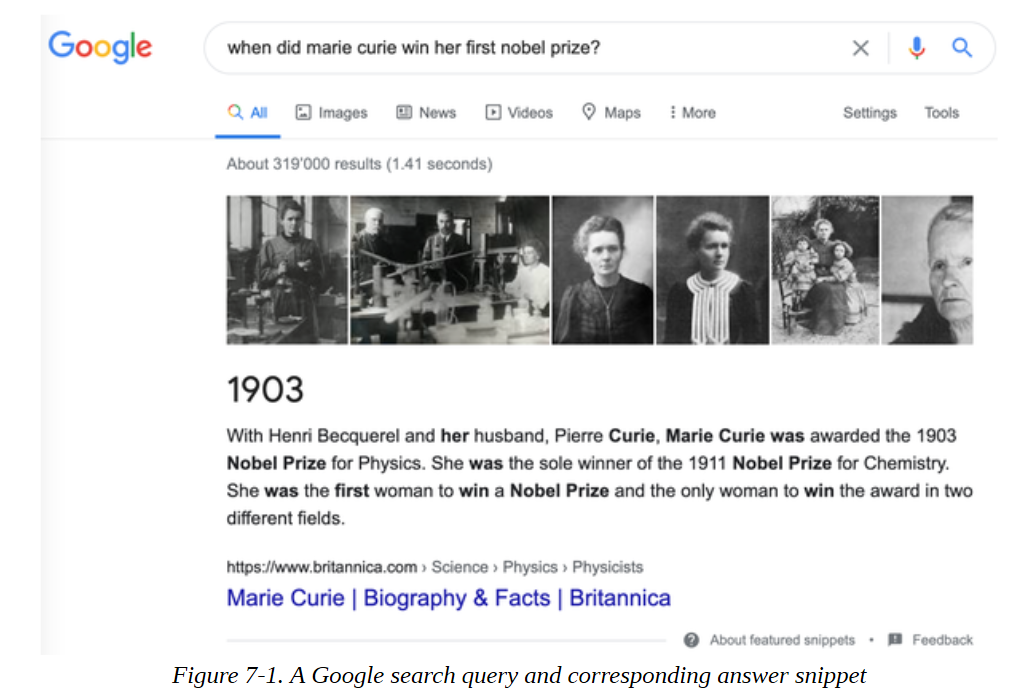 Google
when did marie curie win her first nobel prize?
All Images News Videos Maps More Settings Tools
About 319'000 results (1.41 seconds)
1903
With Henri Becquerel and her husband, Pierre Curie, Marie Curie was awarded the 1903
Nobel Prize for Physics. She was the sole winner of the 1911 Nobel Prize for Chemistry.
She was the first woman to win a Nobel Prize and the only woman to win the award in two
different fields.
https://www.britannica.com › Science › Physics › Physicists
Marie Curie | Biography & Facts | Britannica
About featured snippets • Feedback
Figure 7-1. A Google search query and corresponding answer snippet